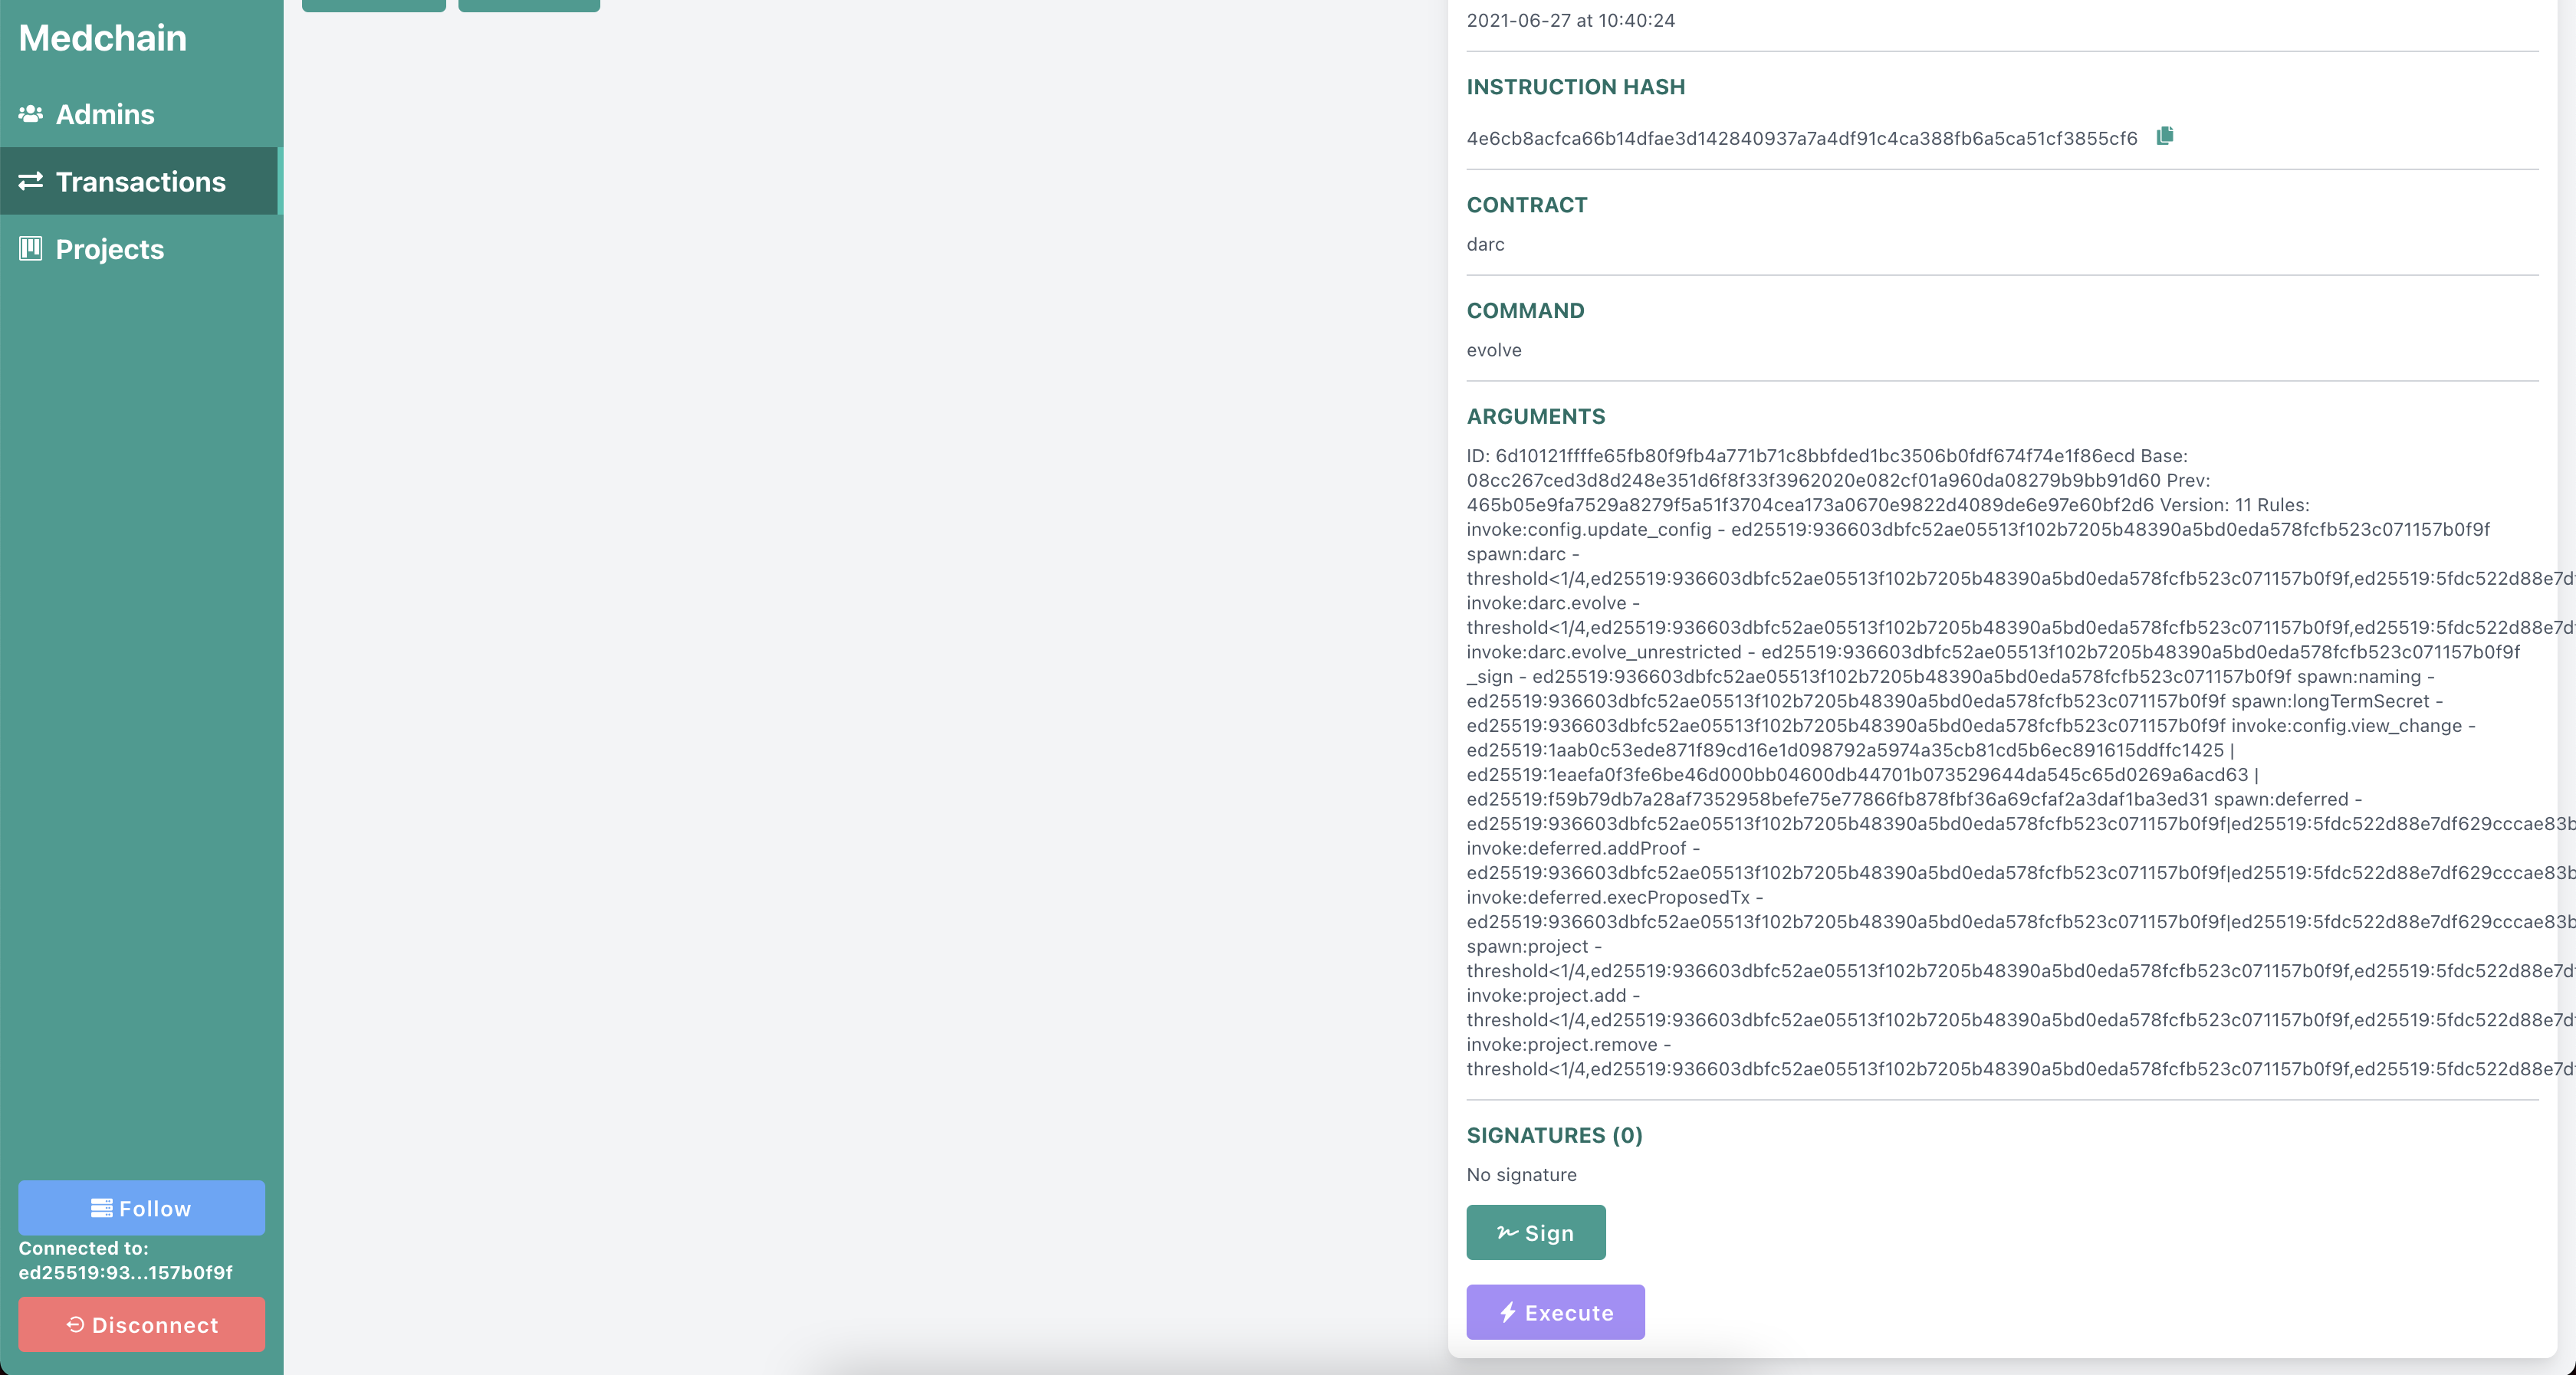 Medchain
Admins
Transactions
Projects
Follow
Connected to:
ed25519:93...157b0f9f
Disconnect
2021-06-27 at 10:40:24
INSTRUCTION HASH
4e6cb8acfca66b14dfae3d142840937a7a4df91c4ca388fb6a5ca51cf3855cf6
CONTRACT
darc
COMMAND
evolve
ARGUMENTS
ID: 6d10121ffffe65fb80f9fb4a771b71c8bbfded1bc3506b0fdf674f74e1f86ecd Base:
08cc267ced3d8d248e351d6f8f33f3962020e082cf01a960da08279b9bb91d60 Prev:
465b05e9fa7529a8279f5a51f3704cea173a0670e9822d4089de6e97e60bf2d6 Version: 11 Rules:
invoke:config.update_config - ed25519:936603dbfc52ae05513f102b7205b48390a5bd0eda578fcfb523c071157b0f9f
spawn:darc -
threshold<1/4,ed25519:936603dbfc52ae05513f102b7205b48390a5bd0eda578fcfb523c071157b0f9f,ed25519:5fdc522d88e7d
invoke:darc.evolve -
threshold<1/4,ed25519:936603dbfc52ae05513f102b7205b48390a5bd0eda578fcfb523c071157b0f9f,ed25519:5fdc522d88e7d
invoke:darc.evolve_unrestricted - ed25519:936603dbfc52ae05513f102b7205b48390a5bd0eda578fcfb523c071157b0f9f
_sign - ed25519:936603dbfc52ae05513f102b7205b48390a5bd0eda578fcfb523c071157b0f9f spawn:naming -
ed25519:936603dbfc52ae05513f102b7205b48390a5bd0eda578fcfb523c071157b0f9f spawn:longTermSecret -
ed25519:936603dbfc52ae05513f102b7205b48390a5bd0eda578fcfb523c071157b0f9f invoke:config.view_change -
ed25519:1aab0c53ede871f89cd16e1d098792a5974a35cb81cd5b6ec891615ddffc1425 |
ed25519:1eaefa0f3fe6be46d000bb04600db44701b073529644da545c65d0269a6acd63 |
ed25519:f59b79db7a28af7352958befe75e77866fb878fbf36a69cfaf2a3daf1ba3ed31 spawn:deferred -
ed25519:936603dbfc52ae05513f102b7205b48390a5bd0eda578fcfb523c071157b0f9f|ed25519:5fdc522d88e7df629cccae83b
invoke:deferred.addProof -
ed25519:936603dbfc52ae05513f102b7205b48390a5bd0eda578fcfb523c071157b0f9f|ed25519:5fdc522d88e7df629cccae83b
invoke:deferred.execProposedTx -
ed25519:936603dbfc52ae05513f102b7205b48390a5bd0eda578fcfb523c071157b0f9f|ed25519:5fdc522d88e7df629cccae83b
spawn:project -
threshold<1/4,ed25519:936603dbfc52ae05513f102b7205b48390a5bd0eda578fcfb523c071157b0f9f,ed25519:5fdc522d88e7d
invoke:project.add -
threshold<1/4,ed25519:936603dbfc52ae05513f102b7205b48390a5bd0eda578fcfb523c071157b0f9f,ed25519:5fdc522d88e7d
invoke:project.remove -
threshold<1/4,ed25519:936603dbfc52ae05513f102b7205b48390a5bd0eda578fcfb523c071157b0f9f,ed25519:5fdc522d88e7d
SIGNATURES (0)
No signature
Sign
Execute